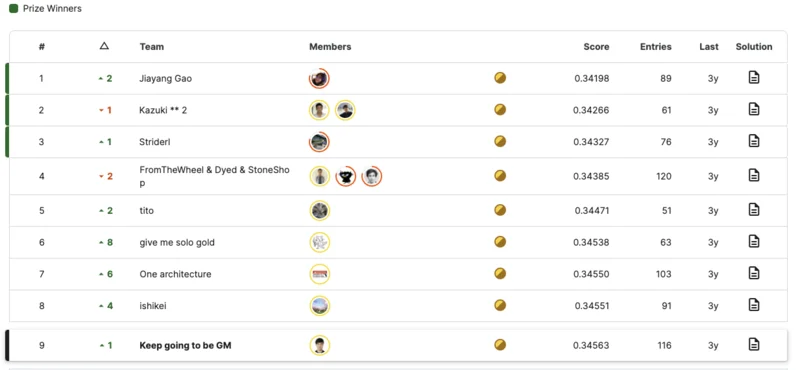 Prize Winners
# △ Team Members Score Entries Last Solution
1 2 Jiayang Gao 0.34198 89 3y
2 1 Kazuki ** 2 0.34266 61 3y
3 1 Striderl 0.34327 76 3y
4 2 FromTheWheel & Dyed & StoneSho 0.34385 120 3y
p
5 2 tito 0.34471 51 3y
6 8 give me solo gold 0.34538 63 3y
7 6 One architecture 0.34550 103 3y
8 4 ishikei 0.34551 91 3y
9 1 Keep going to be GM 0.34563 116 3y